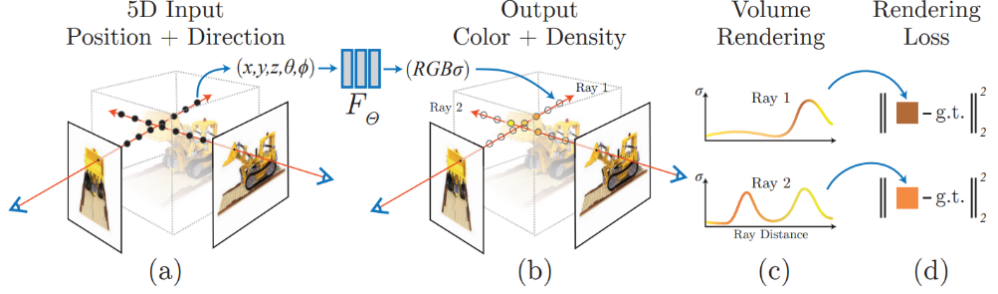 5D Input
Position + Direction
Output
Color + Density
Volume
Rendering
Rendering
Loss
(x,y,z,θ,ϕ)
F_Θ
(RGBσ)
Ray 1
Ray 2
σ
Ray 1
‖ - g.t. ‖²₂
σ
Ray 2
Ray Distance
‖ - g.t. ‖²₂
(a)
(b)
(c)
(d)